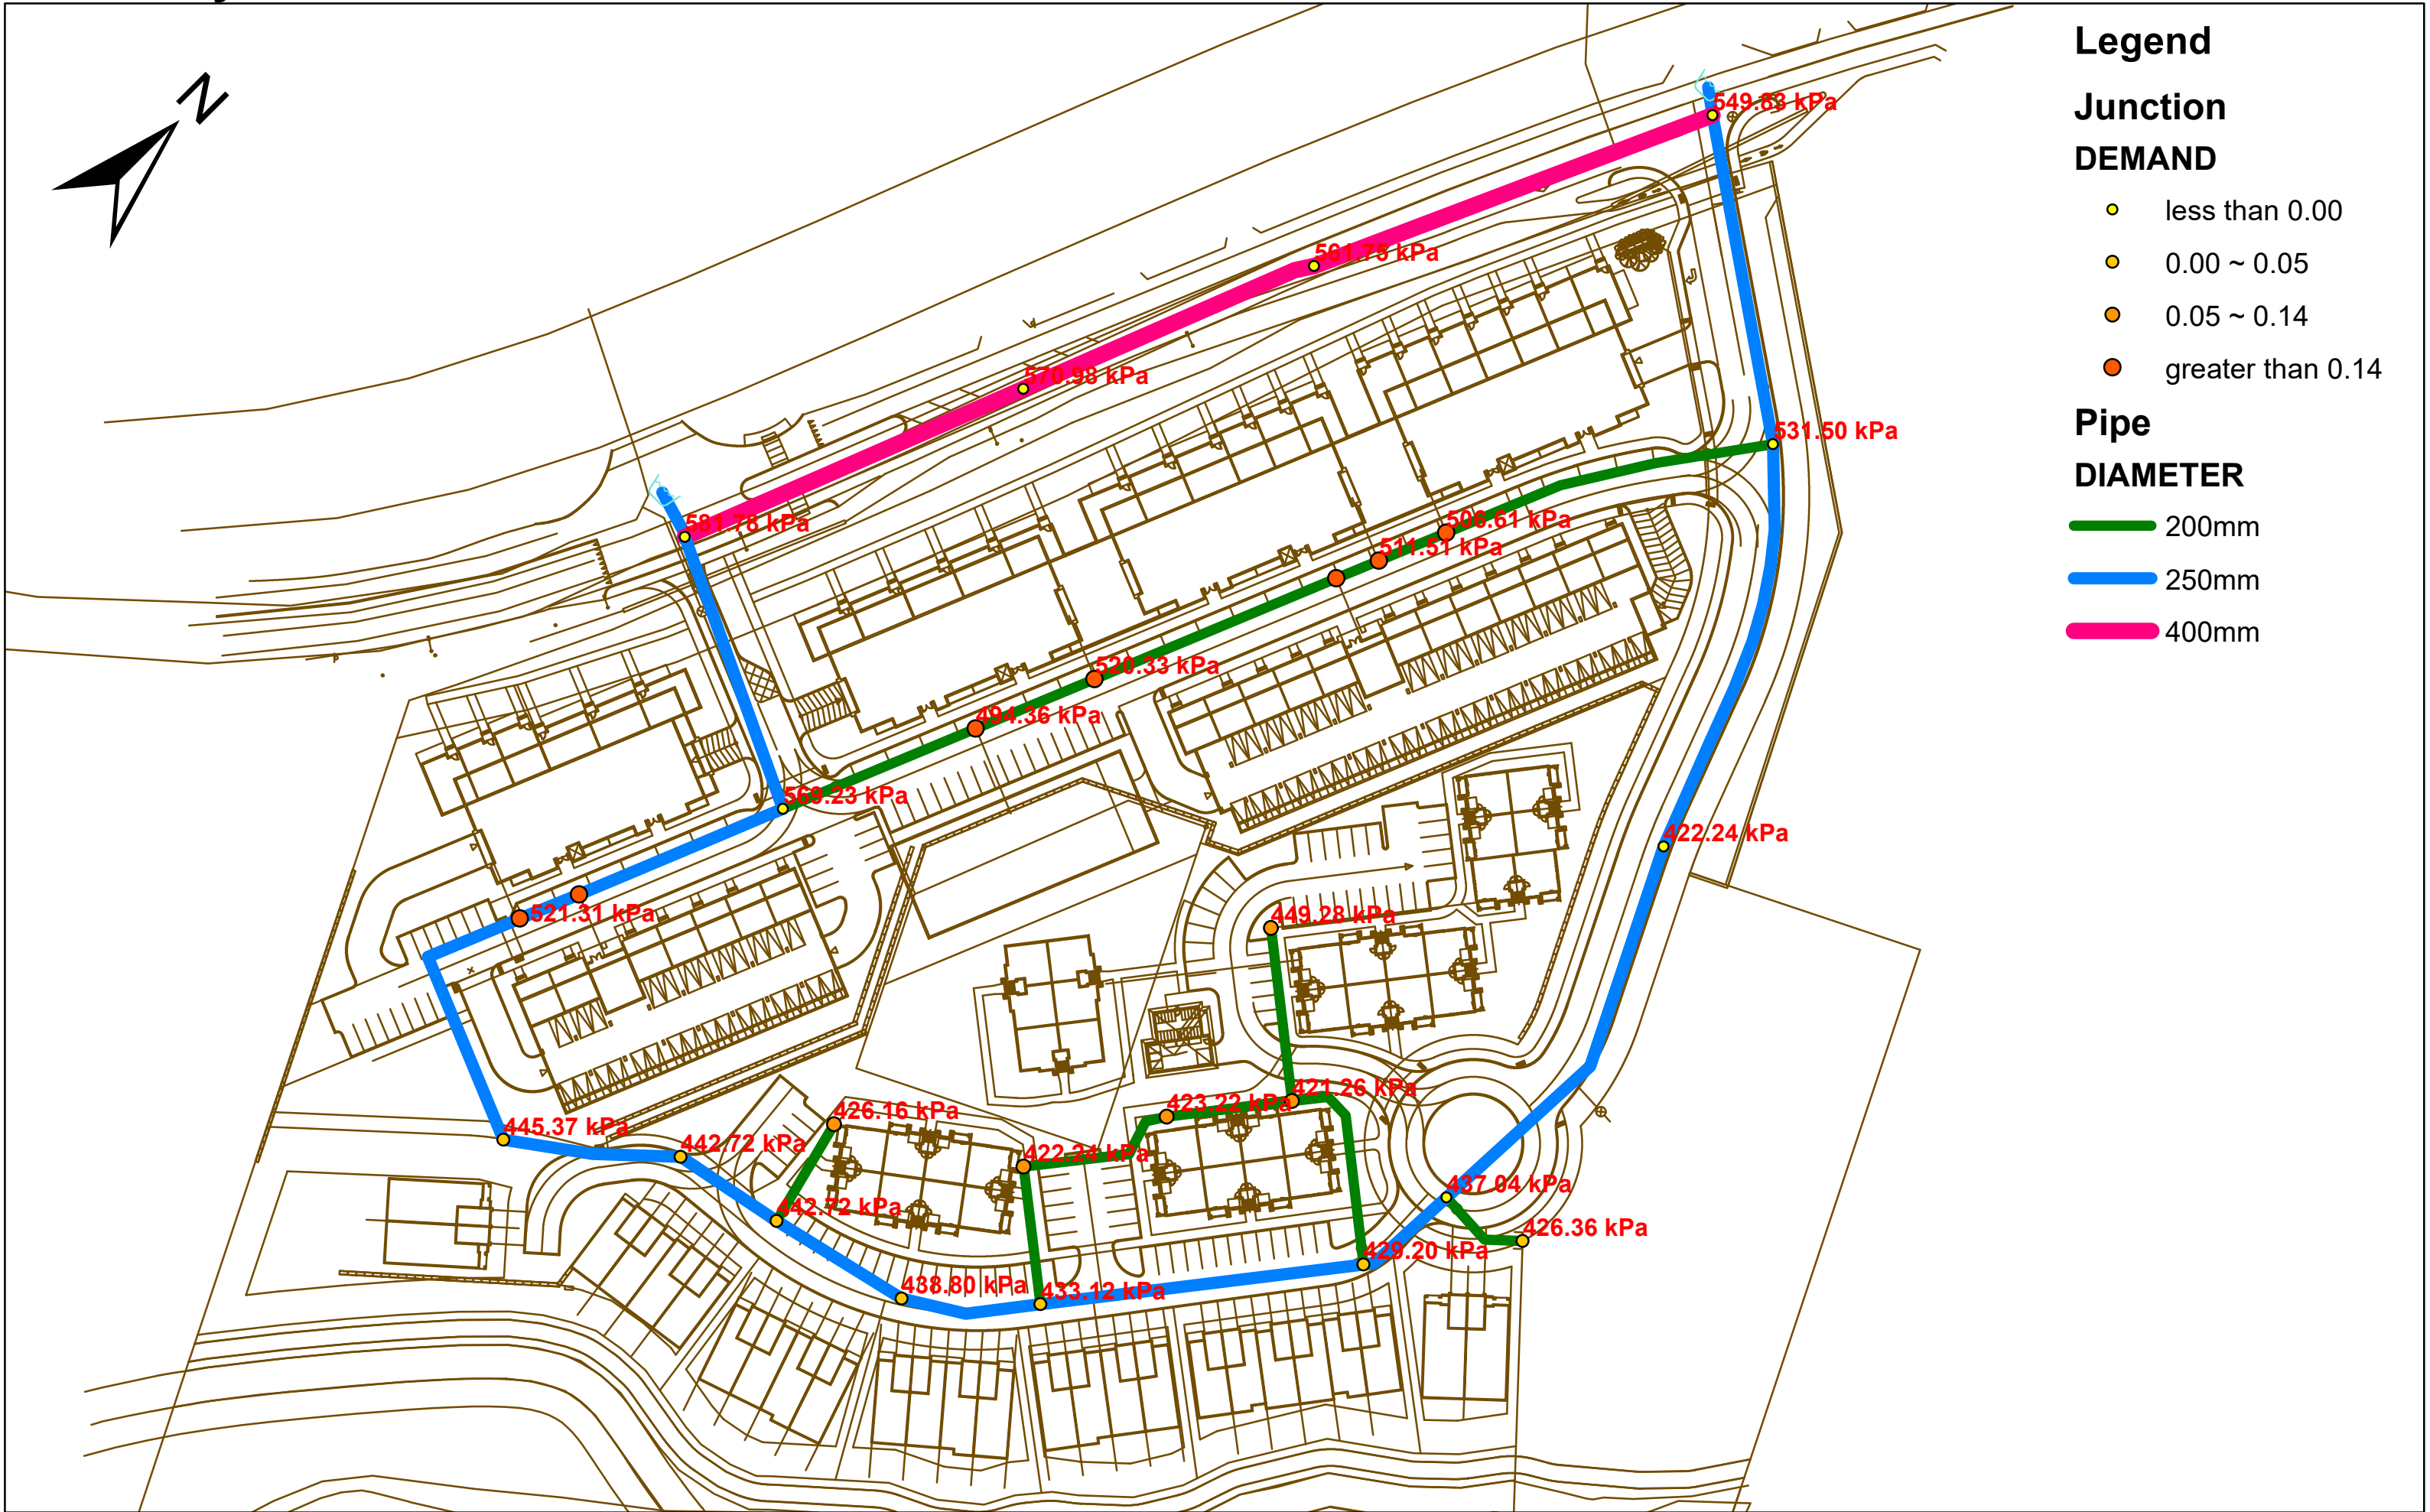 N
Legend
Junction
DEMAND
less than 0.00
0.00 ~ 0.05
0.05 ~ 0.14
greater than 0.14
Pipe
DIAMETER
200mm
250mm
400mm
549.83 kPa
561.75 kPa
570.98 kPa
531.50 kPa
581.78 kPa
506.61 kPa
511.51 kPa
520.33 kPa
494.36 kPa
569.23 kPa
422.24 kPa
521.31 kPa
449.28 kPa
421.26 kPa
423.22 kPa
426.16 kPa
445.37 kPa
442.72 kPa
422.24 kPa
437.04 kPa
442.72 kPa
426.36 kPa
429.20 kPa
438.80 kPa
433.12 kPa